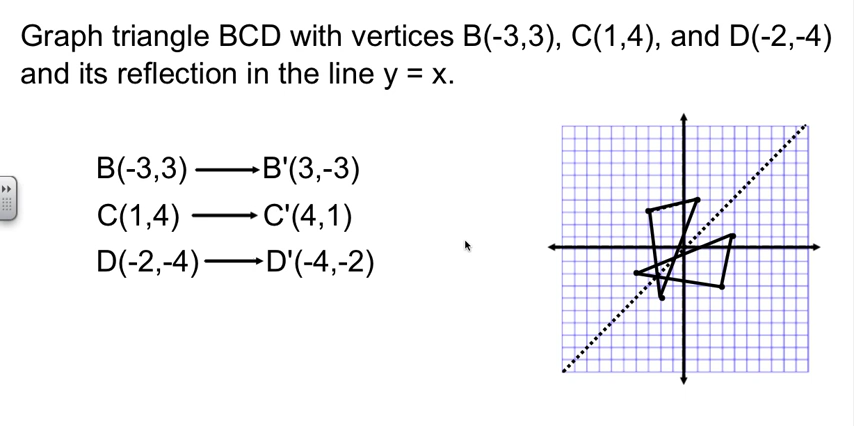 Graph triangle BCD with vertices B(-3,3), C(1,4), and D(-2,-4)
and its reflection in the line y = x.
B(-3,3) ⟶ B'(3,-3)
C(1,4) ⟶ C'(4,1)
D(-2,-4) ⟶ D'(-4,-2)